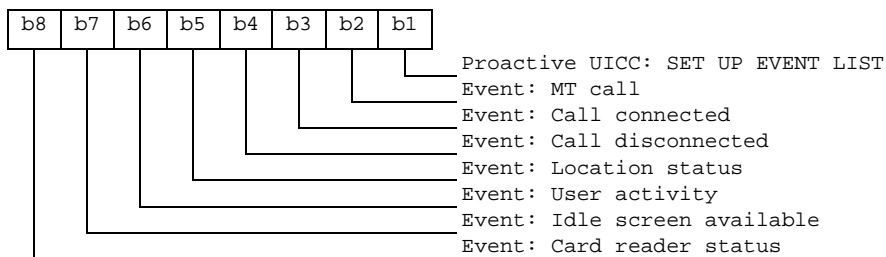 b8 b7 b6 b5 b4 b3 b2 b1
Proactive UICC: SET UP EVENT LIST
Event: MT call
Event: Call connected
Event: Call disconnected
Event: Location status
Event: User activity
Event: Idle screen available
Event: Card reader status